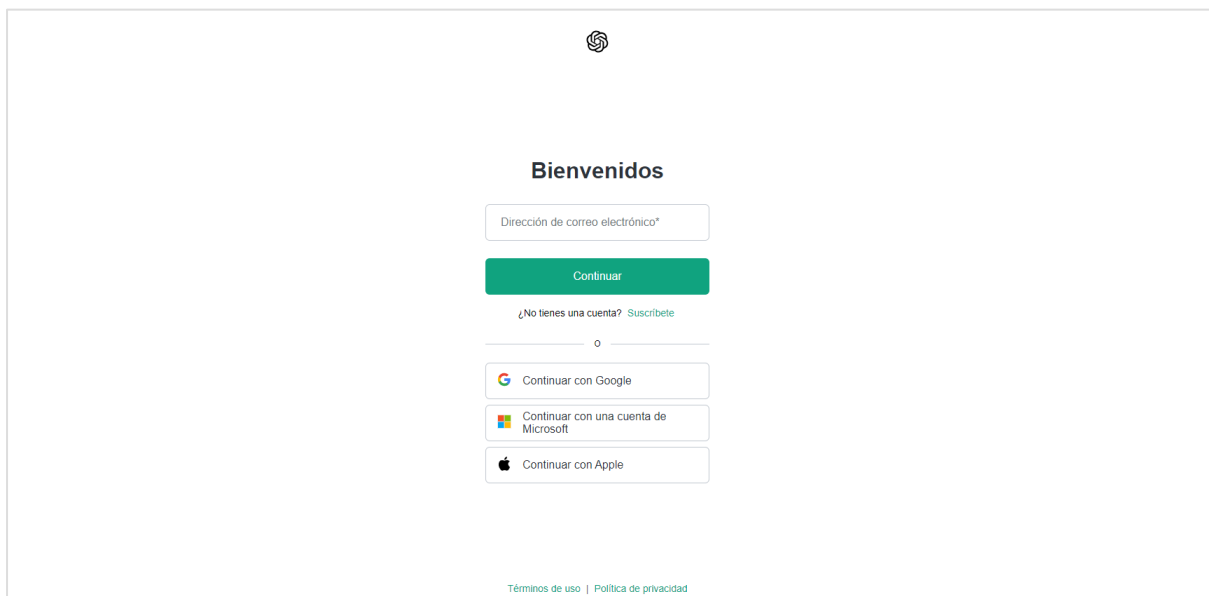 Bienvenidos
Dirección de correo electrónico*
Continuar
¿No tienes una cuenta? Suscríbete
O
Continuar con Google
Continuar con una cuenta de
Microsoft
Continuar con Apple
Términos de uso | Política de privacidad